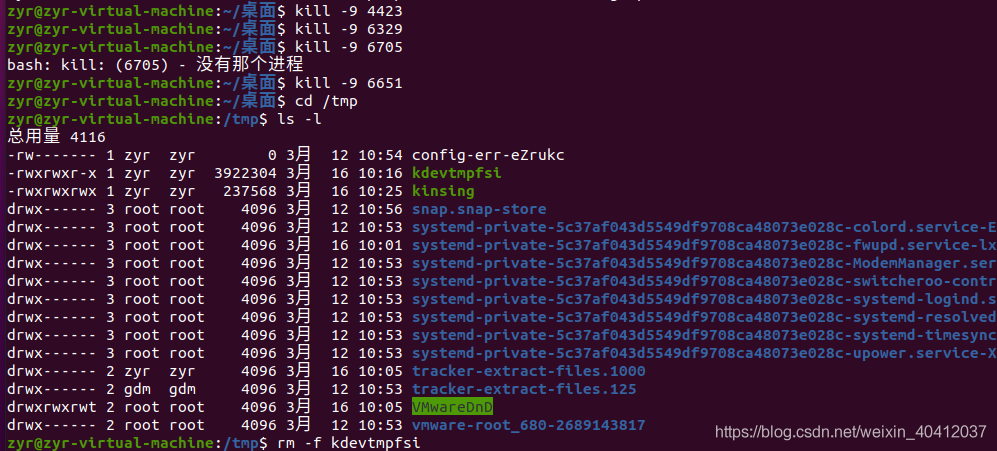 zyr@zyr-virtual-machine:~/桌面$ kill -9 4423
zyr@zyr-virtual-machine:~/桌面$ kill -9 6329
zyr@zyr-virtual-machine:~/桌面$ kill -9 6705
bash: kill: (6705) - 没有那个进程
zyr@zyr-virtual-machine:~/桌面$ kill -9 6651
zyr@zyr-virtual-machine:~/桌面$ cd /tmp
zyr@zyr-virtual-machine:/tmp$ ls -l
总用量 4116
-rw------- 1 zyr  zyr        0 3月  12 10:54 config-err-eZrukc
-rwxrwxr-x 1 zyr  zyr  3922304 3月  16 10:16 kdevtmpfsi
-rwxrwxrwx 1 zyr  zyr   237568 3月  16 10:25 kinsing
drwx------ 3 root root    4096 3月  12 10:56 snap.snap-store
drwx------ 3 root root    4096 3月  12 10:53 systemd-private-5c37af043d5549df9708ca48073e028c-colord.service-E
drwx------ 3 root root    4096 3月  16 10:01 systemd-private-5c37af043d5549df9708ca48073e028c-fwupd.service-lx
drwx------ 3 root root    4096 3月  12 10:53 systemd-private-5c37af043d5549df9708ca48073e028c-ModemManager.ser
drwx------ 3 root root    4096 3月  12 10:53 systemd-private-5c37af043d5549df9708ca48073e028c-switcheroo-contr
drwx------ 3 root root    4096 3月  12 10:53 systemd-private-5c37af043d5549df9708ca48073e028c-systemd-logind.s
drwx------ 3 root root    4096 3月  12 10:53 systemd-private-5c37af043d5549df9708ca48073e028c-systemd-resolved
drwx------ 3 root root    4096 3月  12 10:53 systemd-private-5c37af043d5549df9708ca48073e028c-systemd-timesync
drwx------ 3 root root    4096 3月  12 10:53 systemd-private-5c37af043d5549df9708ca48073e028c-upower.service-X
drwx------ 2 zyr  zyr     4096 3月  16 10:05 tracker-extract-files.1000
drwx------ 2 gdm  gdm     4096 3月  12 10:53 tracker-extract-files.125
drwxrwxrwt 2 root root    4096 3月  16 10:05 VMwareDnD
drwx------ 2 root root    4096 3月  12 10:53 vmware-root_680-2689143817
zyr@zyr-virtual-machine:/tmp$ rm -f kdevtmpfsi
https://blog.csdn.net/weixin_40412037